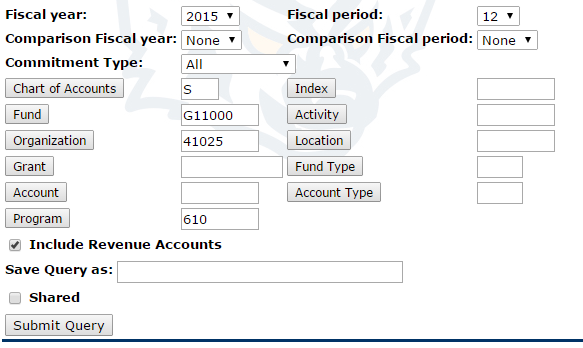 Fiscal year: 2015 Fiscal period: 12
Comparison Fiscal year: None Comparison Fiscal period: None
Commitment Type: All
Chart of Accounts S Index
Fund G11000 Activity
Organization 41025 Location
Grant Fund Type
Account Account Type
Program 610
Include Revenue Accounts
Save Query as:
Shared
Submit Query